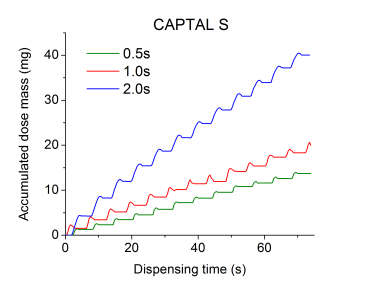 CAPTAL S
0.5s
1.0s
2.0s
Accumulated dose mass (mg)
40
30
20
10
0
0 20 40 60
Dispensing time (s)